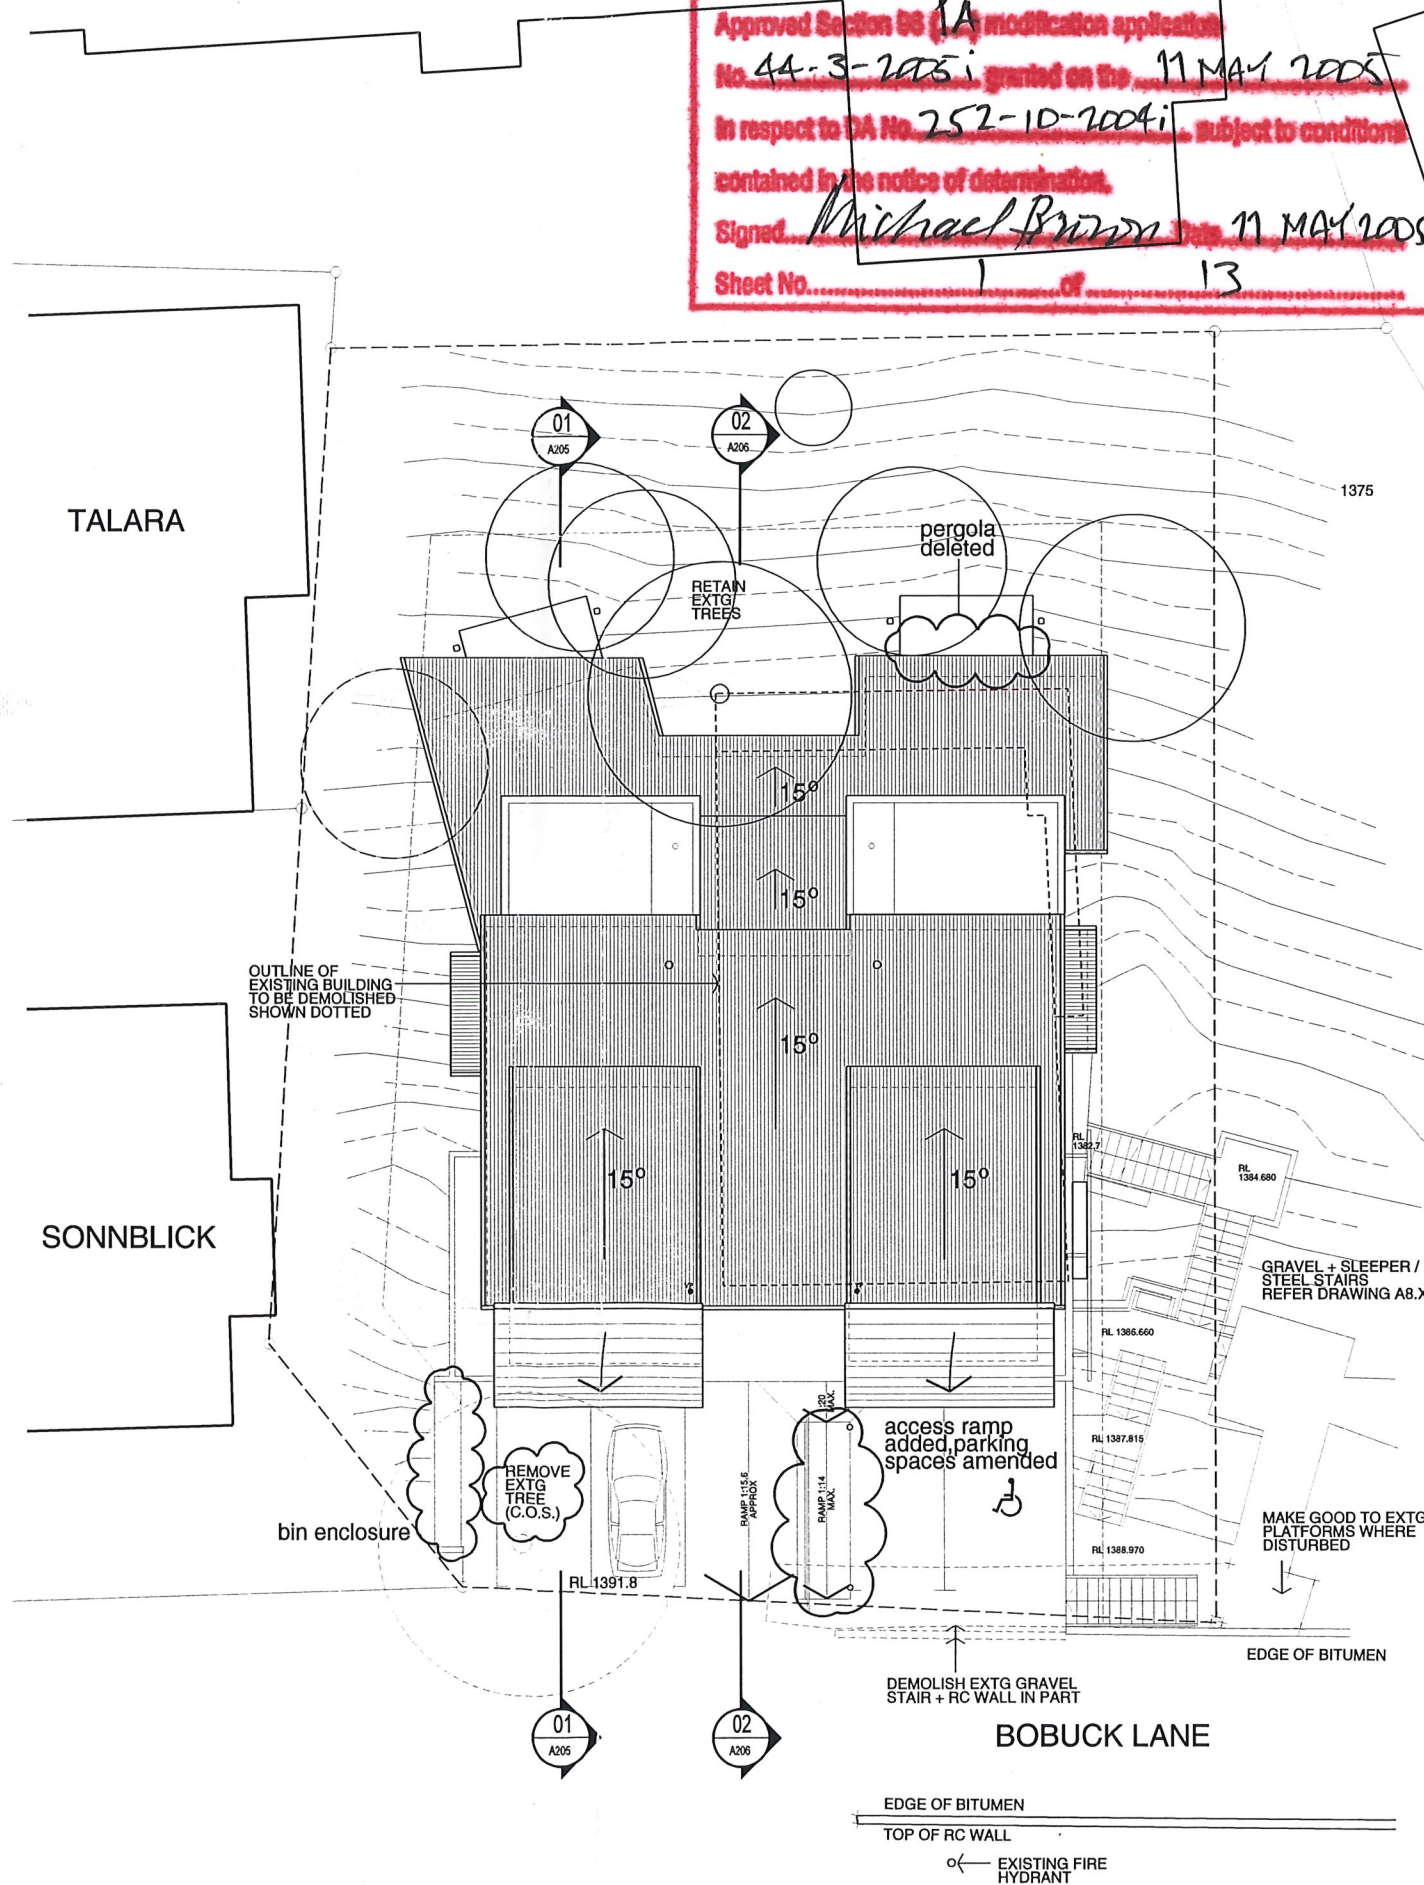 Approved Section 96 (1A) modification application
No. 44-3-2005i granted on the 11 MAY 2005
in respect to DA No. 252-10-2004i subject to conditions
contained in the notice of determination.
Signed Michael Brown Date 11 MAY 2005
Sheet No. 1 of 13
01
A205
02
A206
TALARA
1375
pergola
deleted
RETAIN
EXTG
TREES
15°
15°
OUTLINE OF
EXISTING BUILDING
TO BE DEMOLISHED
SHOWN DOTTED
15°
15°
15°
RL
1382.7
RL
1384.680
SONNBLICK
GRAVEL + SLEEPER /
STEEL STAIRS
REFER DRAWING A8.X
RL 1386.660
1:20
MAX.
access ramp
added,parking
spaces amended
RL 1387.815
REMOVE
EXTG
TREE
(C.O.S.)
RAMP 1:15.6
APPROX
RAMP 1:14
MAX.
bin enclosure
MAKE GOOD TO EXTG
PLATFORMS WHERE
DISTURBED
RL 1388.970
RL 1391.8
EDGE OF BITUMEN
DEMOLISH EXTG GRAVEL
STAIR + RC WALL IN PART
01
A205
02
A206
BOBUCK LANE
EDGE OF BITUMEN
TOP OF RC WALL
EXISTING FIRE
HYDRANT